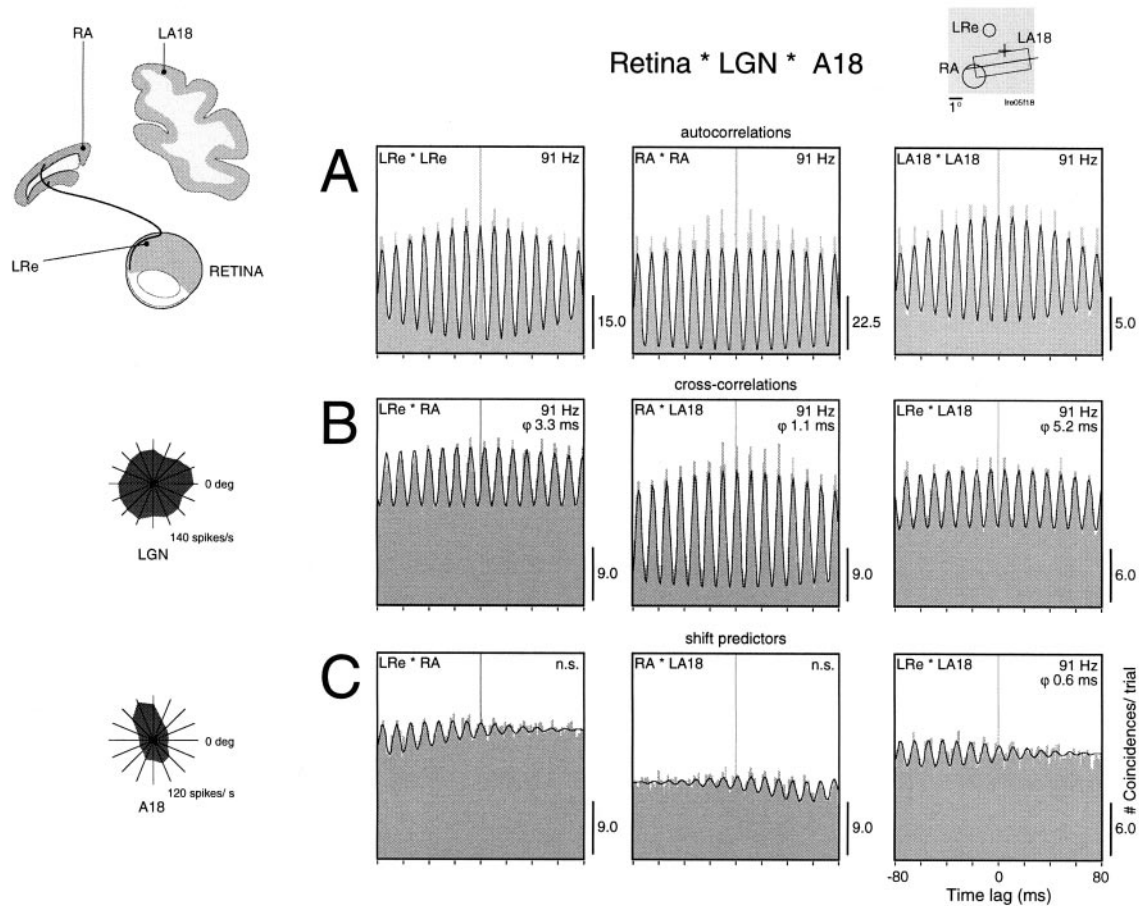 RA
LA18
LRe
RETINA
Retina * LGN * A18
LRe
LA18
RA
1°
lre05f18
autocorrelations
A
LRe * LRe
91 Hz
15.0
RA * RA
91 Hz
22.5
LA18 * LA18
91 Hz
5.0
cross-correlations
B
LRe * RA
91 Hz
φ 3.3 ms
9.0
RA * LA18
91 Hz
φ 1.1 ms
9.0
LRe * LA18
91 Hz
φ 5.2 ms
6.0
0 deg
140 spikes/s
LGN
shift predictors
C
LRe * RA
n.s.
9.0
RA * LA18
n.s.
9.0
LRe * LA18
91 Hz
φ 0.6 ms
6.0
# Coincidences/ trial
0 deg
120 spikes/ s
A18
-80
0
80
Time lag (ms)